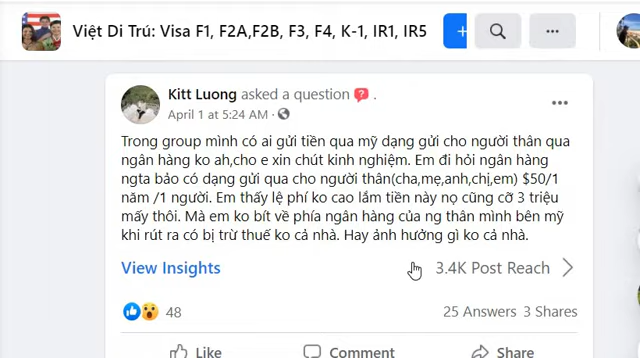 Việt Di Trú: Visa F1, F2A,F2B, F3, F4, K-1, IR1, IR5
Kitt Luong asked a question .
April 1 at 5:24 AM ·
Trong group mình có ai gửi tiền qua mỹ dạng gửi cho người thân qua
ngân hàng ko ah,cho e xin chút kinh nghiệm. Em đi hỏi ngân hàng
ngta bảo có dạng gửi qua cho người thân(cha,mẹ,anh,chị,em) $50/1
năm /1 người. Em thấy lệ phí ko cao lắm tiền này nọ cũng cỡ 3 triệu
mấy thôi. Mà em ko bít về phía ngân hàng của ng thân mình bên mỹ
khi rút ra có bị trừ thuế ko cả nhà. Hay ảnh hưởng gì ko cả nhà.
View Insights 3.4K Post Reach
48 25 Answers 3 Shares
Like Comment Share